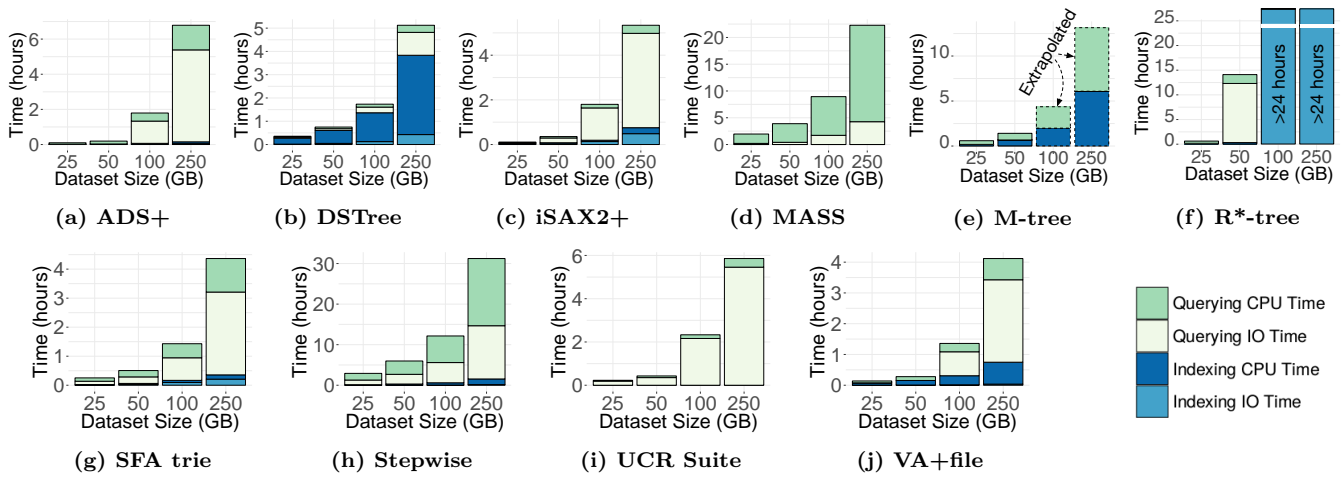 Time (hours)
6
4
2
0
25 50 100 250
Dataset Size (GB)
(a) ADS+
Time (hours)
5
4
3
2
1
0
25 50 100 250
Dataset Size (GB)
(b) DSTree
Time (hours)
4
2
0
25 50 100 250
Dataset Size (GB)
(c) iSAX2+
Time (hours)
20
15
10
5
0
25 50 100 250
Dataset Size (GB)
(d) MASS
Time (hours)
10
5
0
Extrapolated
25 50 100 250
Dataset Size (GB)
(e) M-tree
Time (hours)
25
20
15
10
5
0
>24 hours
>24 hours
25 50 100 250
Dataset Size (GB)
(f) R*-tree
Time (hours)
4
3
2
1
0
25 50 100 250
Dataset Size (GB)
(g) SFA trie
Time (hours)
30
20
10
0
25 50 100 250
Dataset Size (GB)
(h) Stepwise
Time (hours)
6
4
2
0
25 50 100 250
Dataset Size (GB)
(i) UCR Suite
Time (hours)
4
3
2
1
0
25 50 100 250
Dataset Size (GB)
(j) VA+file
Querying CPU Time
Querying IO Time
Indexing CPU Time
Indexing IO Time